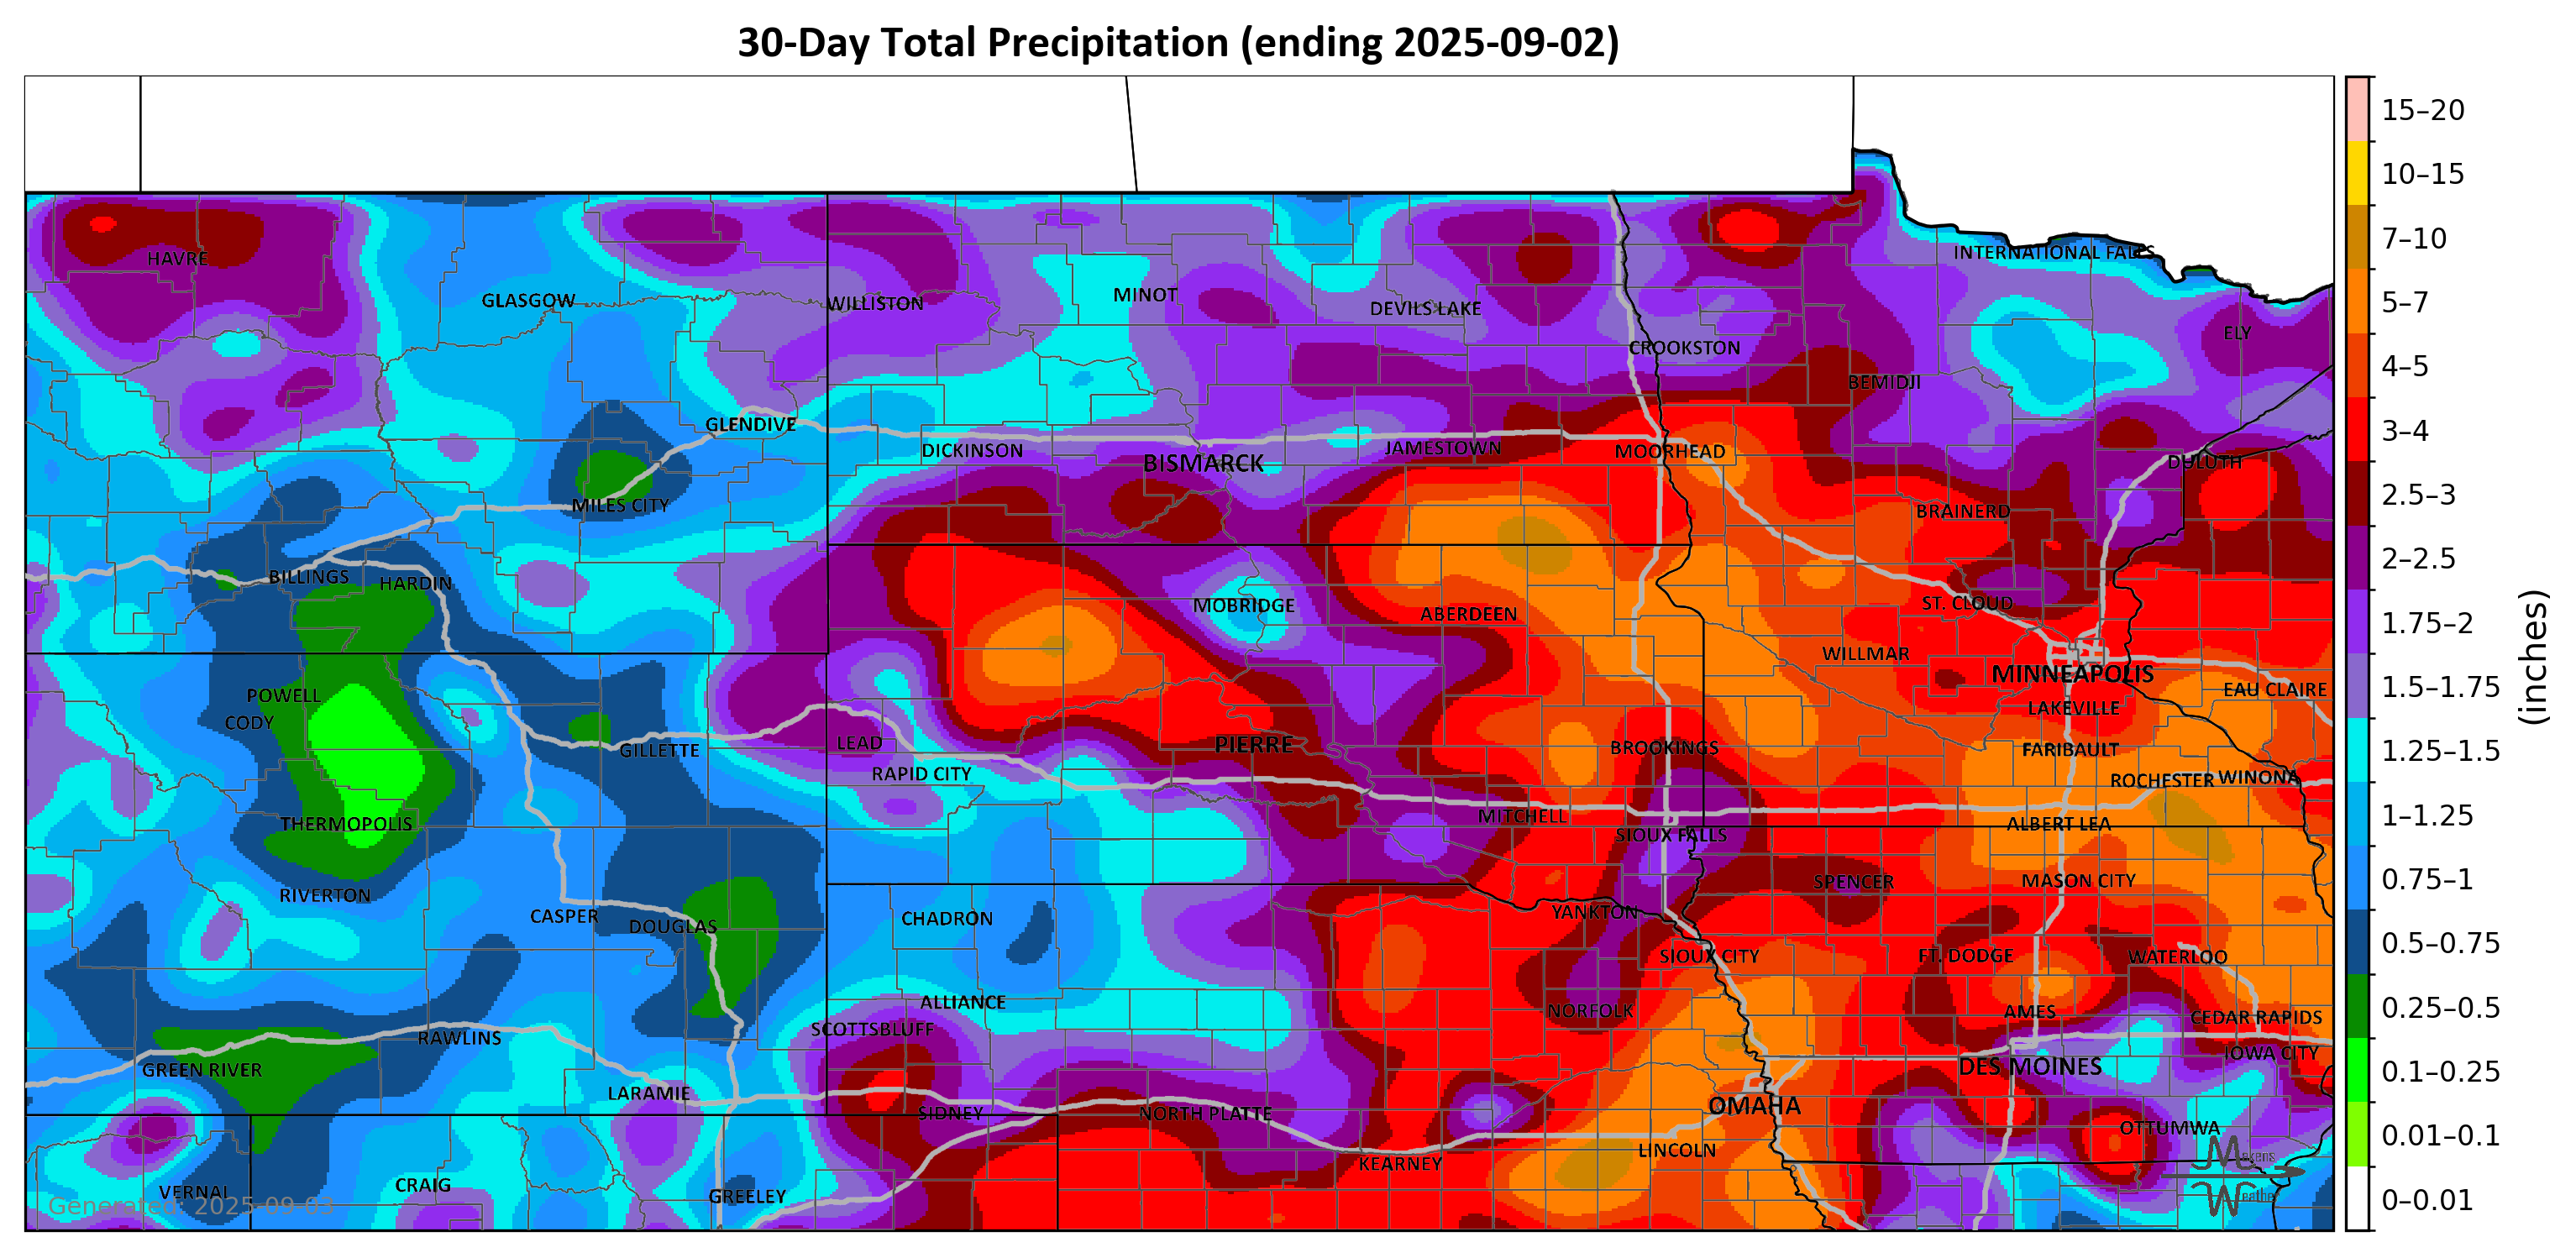 30-Day Total Precipitation (ending 2025-09-02)
15–20
10–15
7–10
5–7
4–5
3–4
2.5–3
2–2.5
1.75–2
1.5–1.75
1.25–1.5
1–1.25
0.75–1
0.5–0.75
0.25–0.5
0.1–0.25
0.01–0.1
0–0.01
(inches)
INTERNATIONAL FALLS
HAVRE
GLASGOW
WILLISTON
MINOT
DEVILS LAKE
ELY
CROOKSTON
BEMIDJI
GLENDIVE
DICKINSON
BISMARCK
JAMESTOWN
MOORHEAD
DULUTH
MILES CITY
BRAINERD
BILLINGS
HARDIN
MOBRIDGE
ABERDEEN
ST. CLOUD
WILLMAR
MINNEAPOLIS
POWELL
EAU CLAIRE
CODY
LAKEVILLE
GILLETTE
LEAD
PIERRE
BROOKINGS
FARIBAULT
RAPID CITY
ROCHESTER
WINONA
THERMOPOLIS
MITCHELL
SIOUX FALLS
ALBERT LEA
RIVERTON
SPENCER
MASON CITY
CASPER
DOUGLAS
CHADRON
YANKTON
SIOUX CITY
FT. DODGE
WATERLOO
ALLIANCE
NORFOLK
AMES
CEDAR RAPIDS
SCOTTSBLUFF
RAWLINS
GREEN RIVER
DES MOINES
IOWA CITY
LARAMIE
SIDNEY
NORTH PLATTE
OMAHA
OTTUMWA
LINCOLN
KEARNEY
VERNAL
CRAIG
GREELEY
Generated: 2025-09-03
Makens
Weather